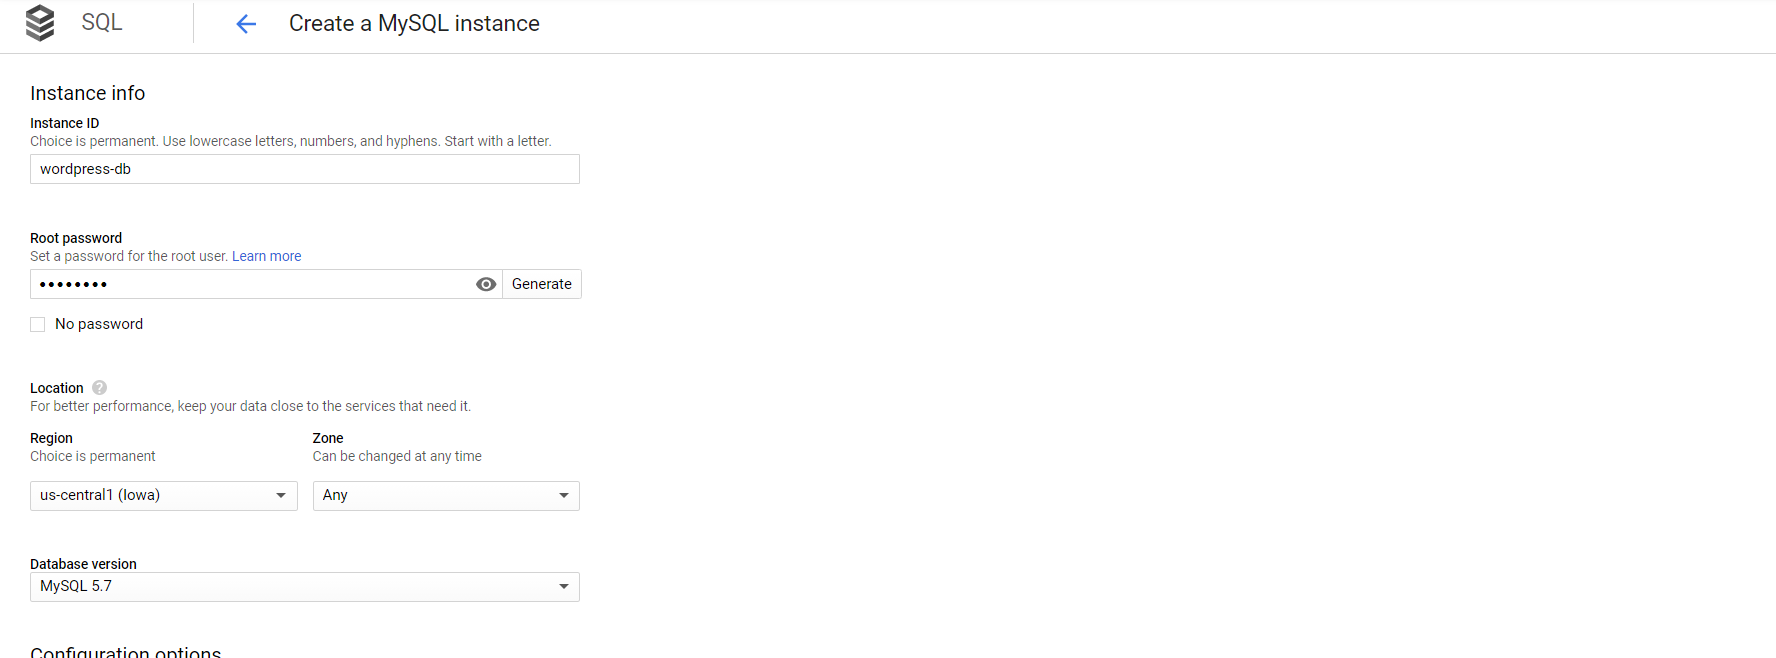 SQL
Create a MySQL instance
Instance info
Instance ID
Choice is permanent. Use lowercase letters, numbers, and hyphens. Start with a letter.
wordpress-db
Root password
Set a password for the root user. Learn more
•••••••• Generate
No password
Location ?
For better performance, keep your data close to the services that need it.
Region Zone
Choice is permanent Can be changed at any time
us-central1 (Iowa) Any
Database version
MySQL 5.7
Configuration options